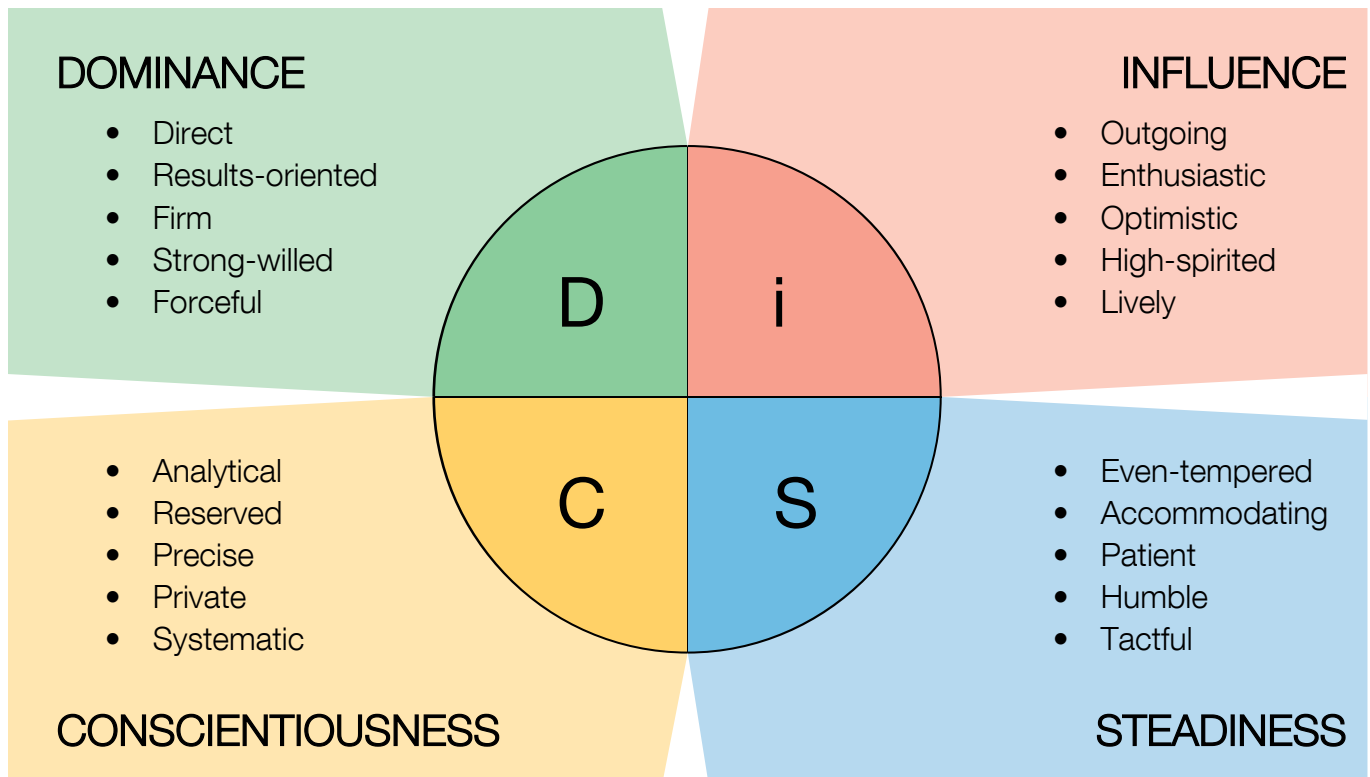 DOMINANCE
• Direct
• Results-oriented
• Firm
• Strong-willed
• Forceful
INFLUENCE
• Outgoing
• Enthusiastic
• Optimistic
• High-spirited
• Lively
D
i
C
S
• Analytical
• Reserved
• Precise
• Private
• Systematic
CONSCIENTIOUSNESS
• Even-tempered
• Accommodating
• Patient
• Humble
• Tactful
STEADINESS